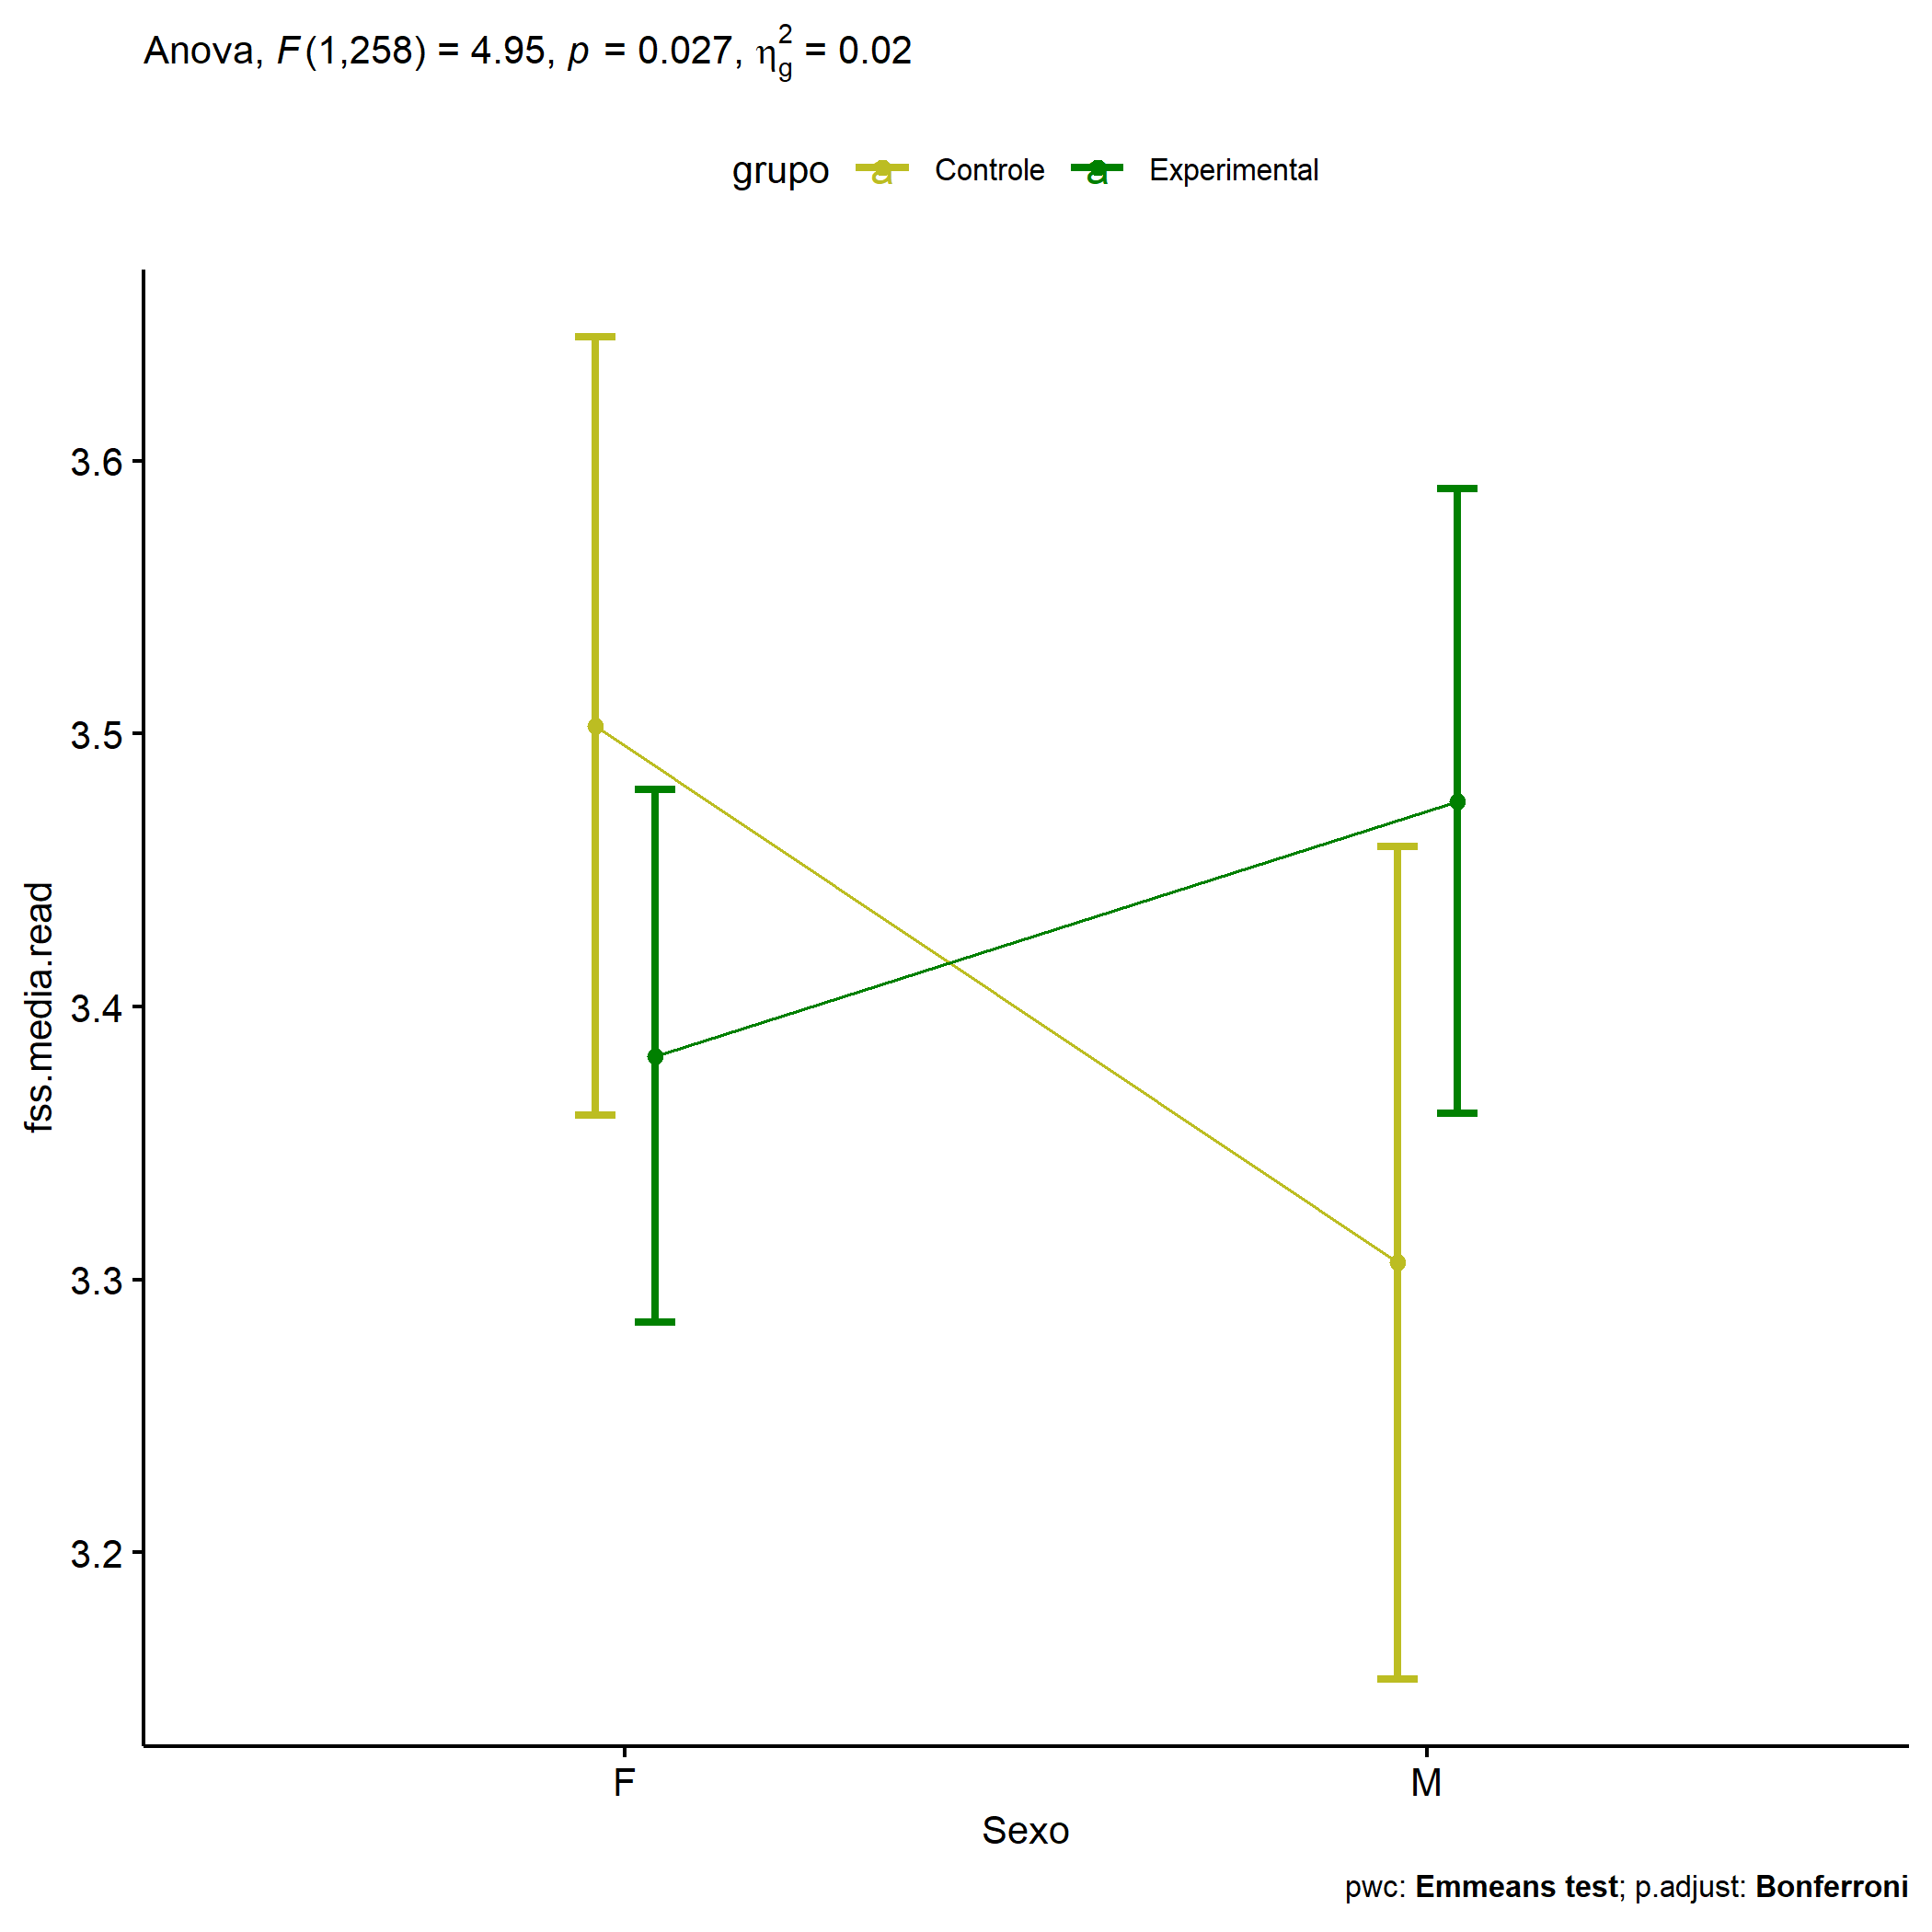 Anova, F(1,258) = 4.95, p = 0.027, η²g = 0.02
grupo a Controle a Experimental
3.6
3.5
3.4
3.3
3.2
fss.media.read
F M
Sexo
pwc: Emmeans test; p.adjust: Bonferroni